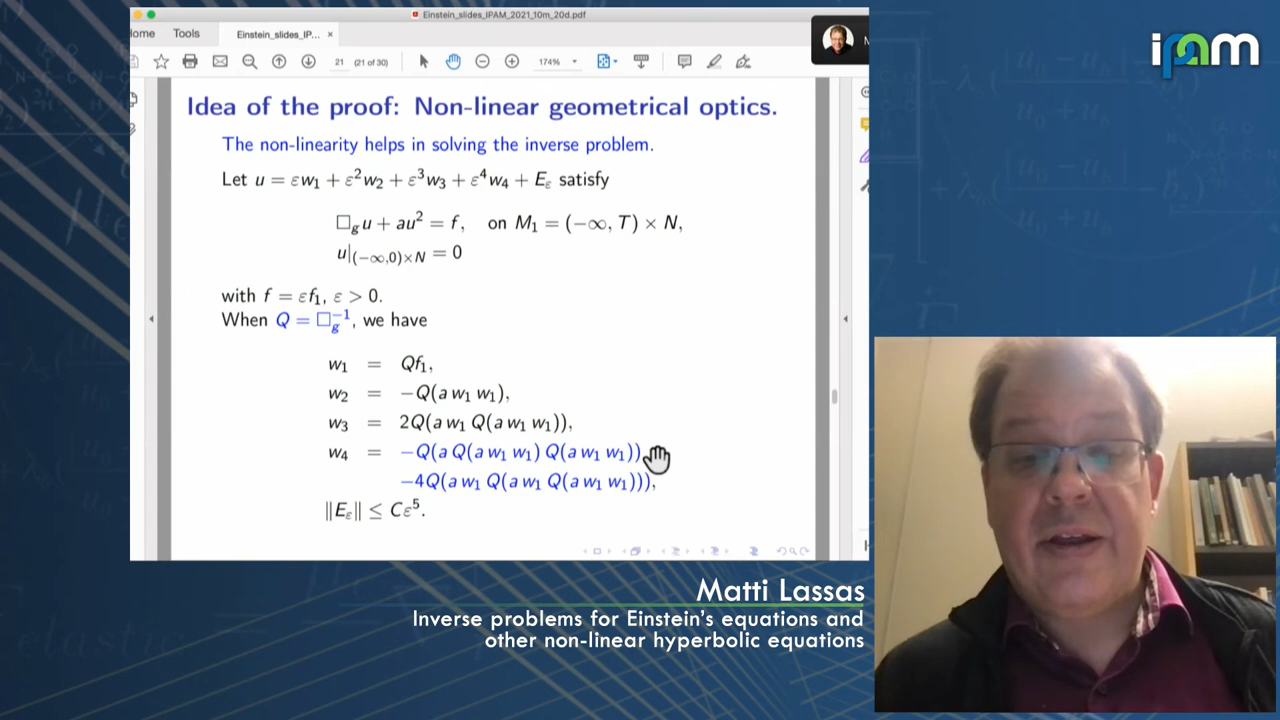 Einstein_slides_IPAM_2021_10m_20d.pdf
ome Tools Einstein_slides_IP... ×
21 (21 of 30) 174%
ipam
Idea of the proof: Non-linear geometrical optics.
The non-linearity helps in solving the inverse problem.
Let u = εw₁ + ε²w₂ + ε³w₃ + ε⁴w₄ + E_ε satisfy
□_g u + au² = f, on M₁ = (−∞, T) × N,
u|_(−∞,0)×N = 0
with f = εf₁, ε > 0.
When Q = □_g⁻¹, we have
w₁ = Qf₁,
w₂ = −Q(a w₁ w₁),
w₃ = 2Q(a w₁ Q(a w₁ w₁)),
w₄ = −Q(a Q(a w₁ w₁) Q(a w₁ w₁))
−4Q(a w₁ Q(a w₁ Q(a w₁ w₁))),
‖E_ε‖ ≤ Cε⁵.
Matti Lassas
Inverse problems for Einstein's equations and
other non-linear hyperbolic equations